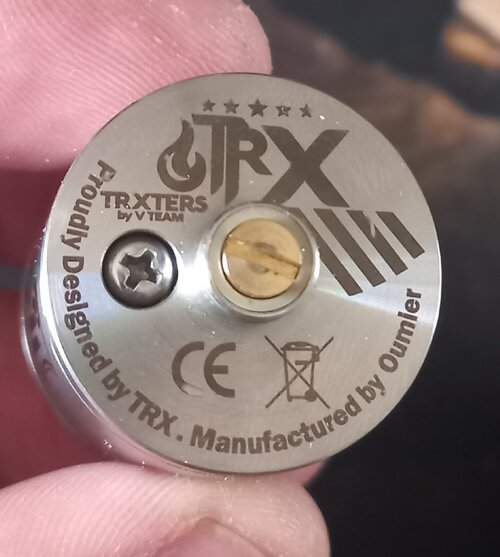 TRX
TRXTERS
by V TEAM
Proudly Designed by TRX . Manufactured by Oumier
CE